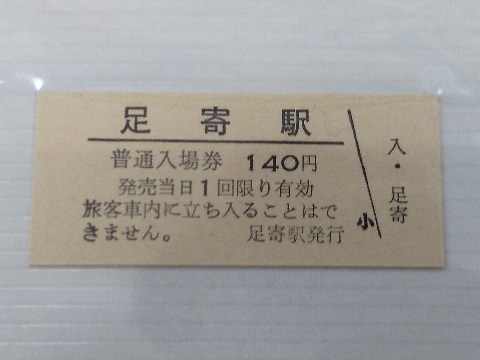 足寄駅
普通入場券 140円
発売当日1回限り有効
旅客車内に立ち入ることはで
きません。 足寄駅発行
小
入・足寄